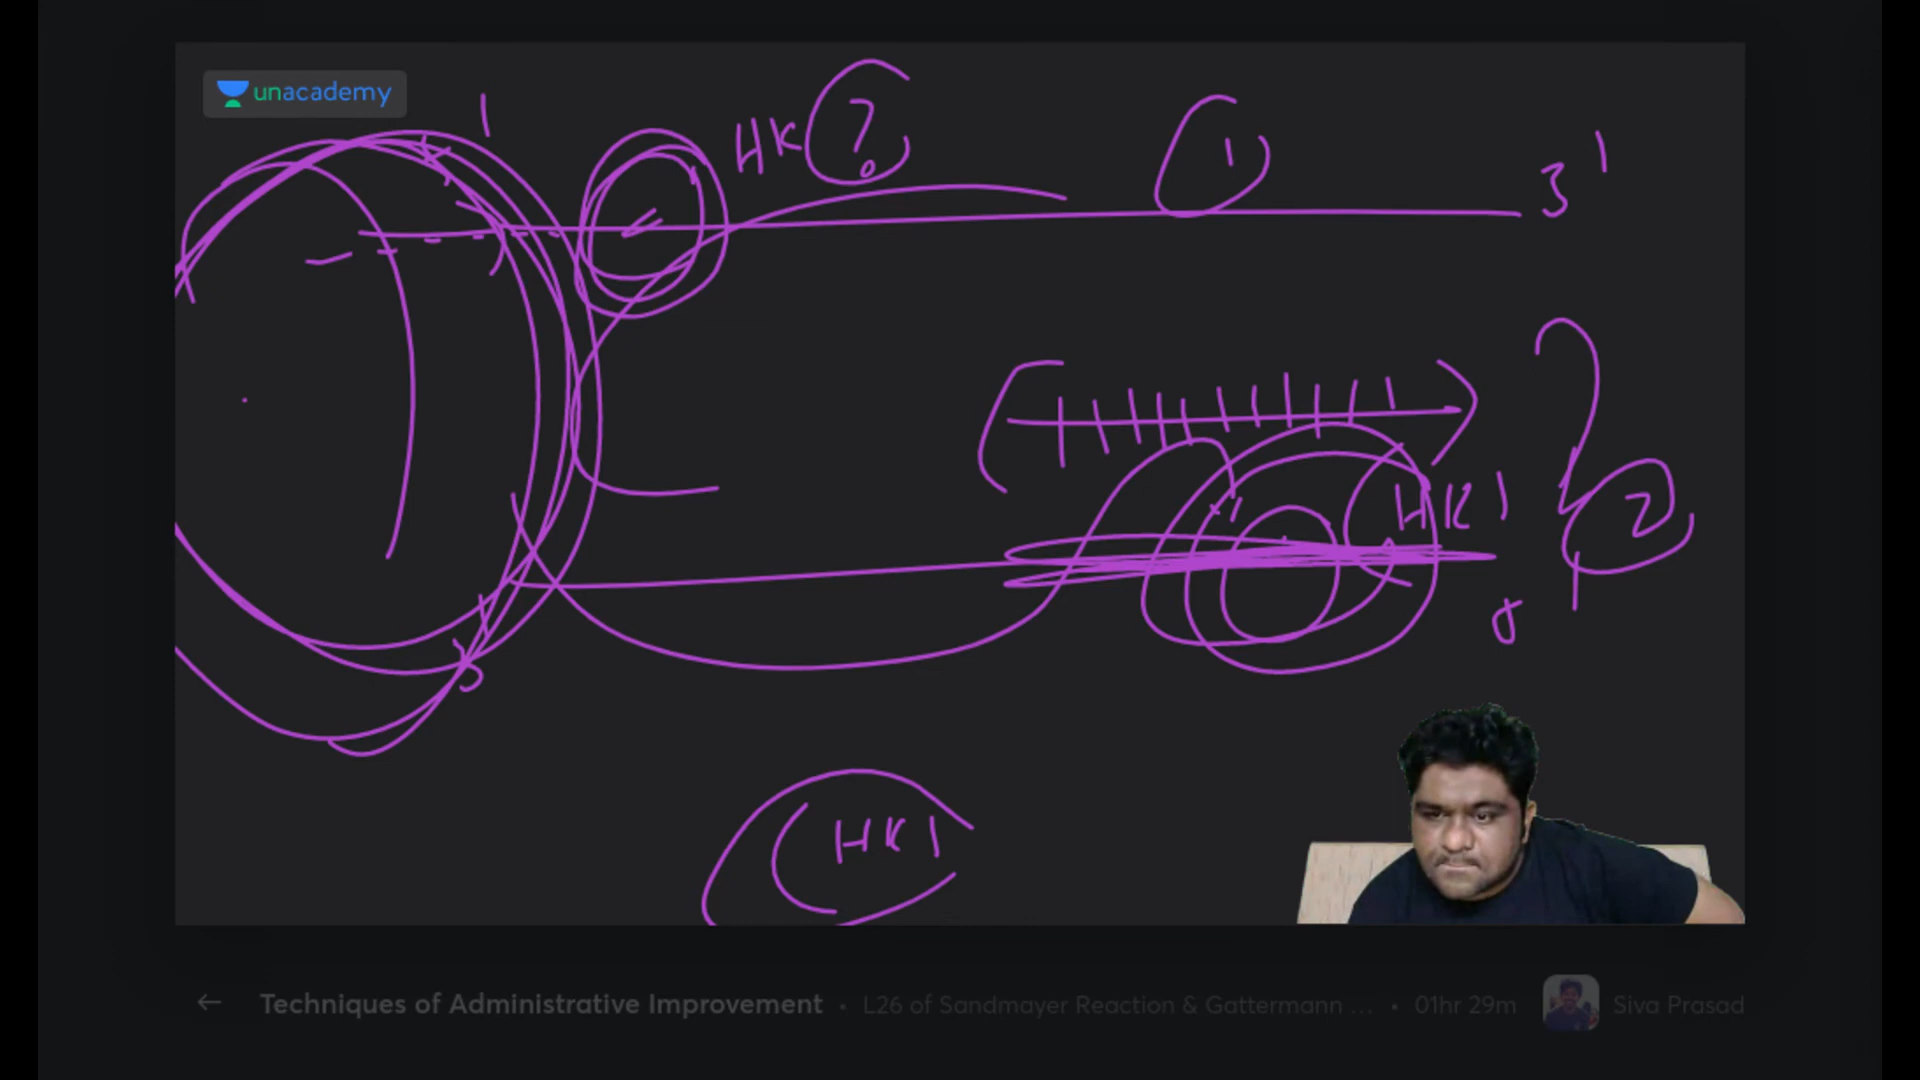 unacademy
1
HK ?
1
3'
HK1
2
HK1
Techniques of Administrative Improvement · L26 of Sandmayer Reaction & Gattermann ... · 01hr 29m Siva Prasad